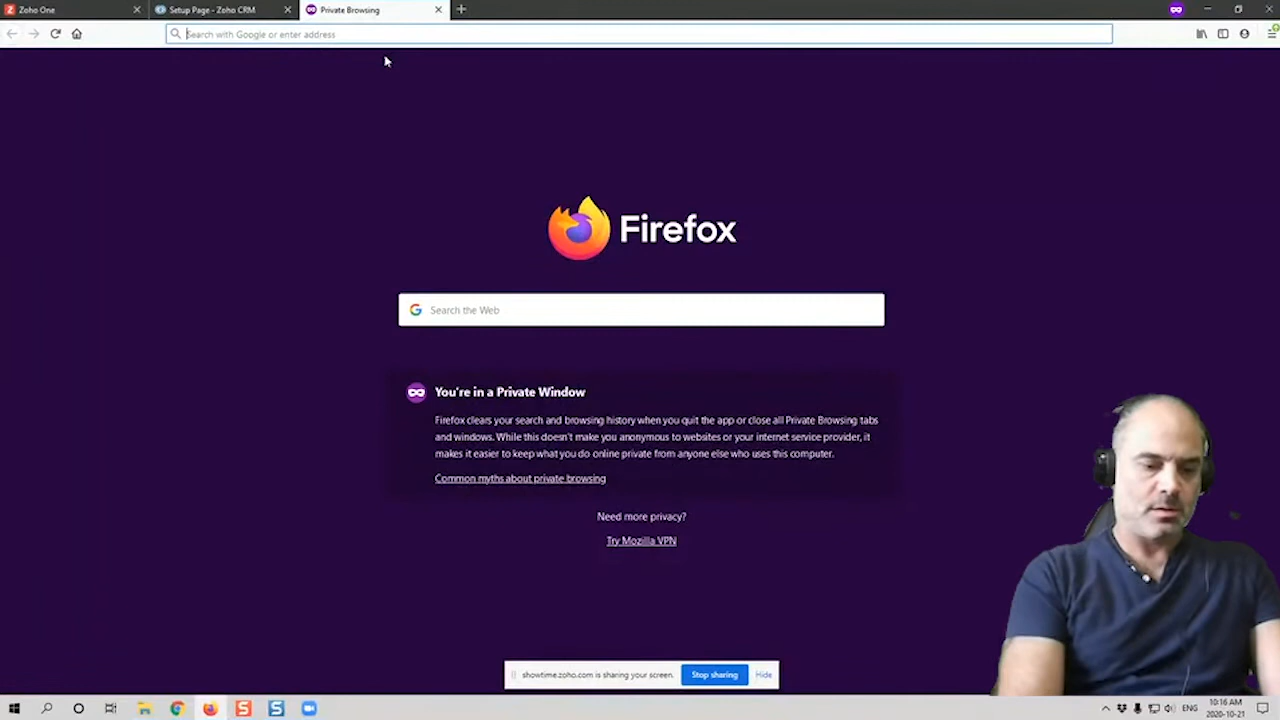 Zoho One
Setup Page - Zoho CRM
Private Browsing
Search with Google or enter address
Firefox
Search the Web
You're in a Private Window
Firefox clears your search and browsing history when you quit the app or close all Private Browsing tabs
and windows. While this doesn't make you anonymous to websites or your internet service provider, it
makes it easier to keep what you do online private from anyone else who uses this computer.
Common myths about private browsing
Need more privacy?
Try Mozilla VPN
showtime.zoho.com is sharing your screen.
Stop sharing
Hide
ENG
10:16 AM
2020-10-21